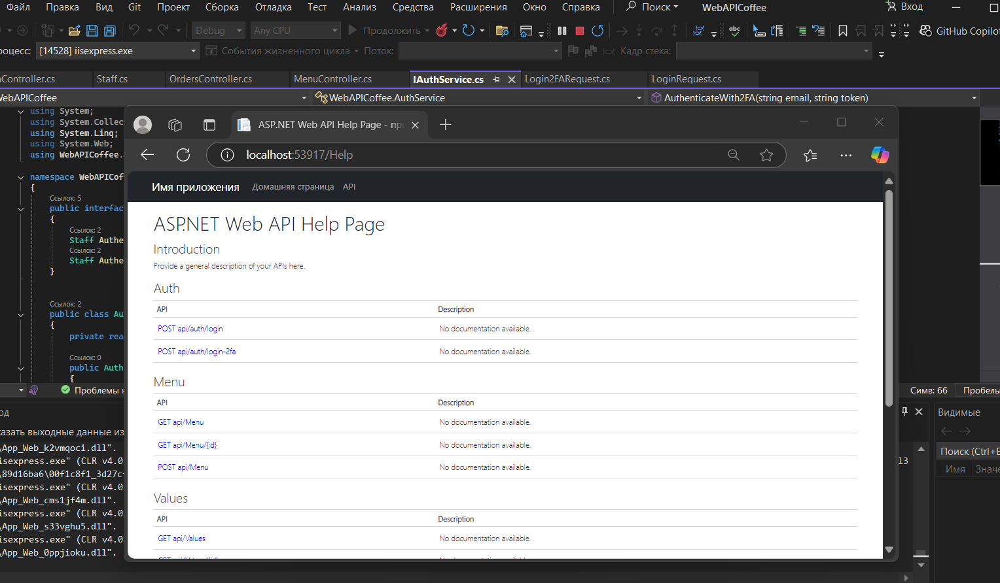 Файл Правка Вид Git Проект Сборка Отладка Тест Анализ Средства Расширения Окно Справка Поиск WebAPICoffee Вход
Debug Any CPU Продолжить GitHub Copilot
роцесс: [14528] iisexpress.exe События жизненного цикла Поток: Кадр стека:
Controller.cs Staff.cs OrdersController.cs MenuController.cs IAuthService.cs Login2FARequest.cs LoginRequest.cs
WebAPICoffee WebAPICoffee.AuthService AuthenticateWith2FA(string email, string token)
using System;
using System.Collec
using System.Linq;
using System.Web;
using WebAPICoffee.
namespace WebAPICof
{
Ссылок: 5
public interfac
{
Ссылок: 2
Staff Authe
Ссылок: 2
Staff Authe
}
Ссылок: 2
public class Au
{
private rea
Ссылок: 0
public Auth
{
Проблемы н
ASP.NET Web API Help Page - пр
localhost:53917/Help
Имя приложения Домашняя страница API
ASP.NET Web API Help Page
Introduction
Provide a general description of your APIs here.
Auth
API Description
POST api/auth/login No documentation available.
POST api/auth/login-2fa No documentation available.
Menu
API Description
GET api/Menu No documentation available.
GET api/Menu/{id} No documentation available.
POST api/Menu No documentation available.
Values
API Description
GET api/Values No documentation available.
Симв: 66 Пробелы
од
казать выходные данные из
\App_Web_k2vmqoci.dll".
isexpress.exe" (CLR v4.0
\89d16ba6\00f1c8f1_3d27c
isexpress.exe" (CLR v4.0
\App_Web_cms1jf4m.dll".
isexpress.exe" (CLR v4.0
\App_Web_s33vghu5.dll".
isexpress.exe" (CLR v4.0
\App_Web_0ppjioku.dll".
13
Видимые
Поиск (Ctrl+E
Имя Значе